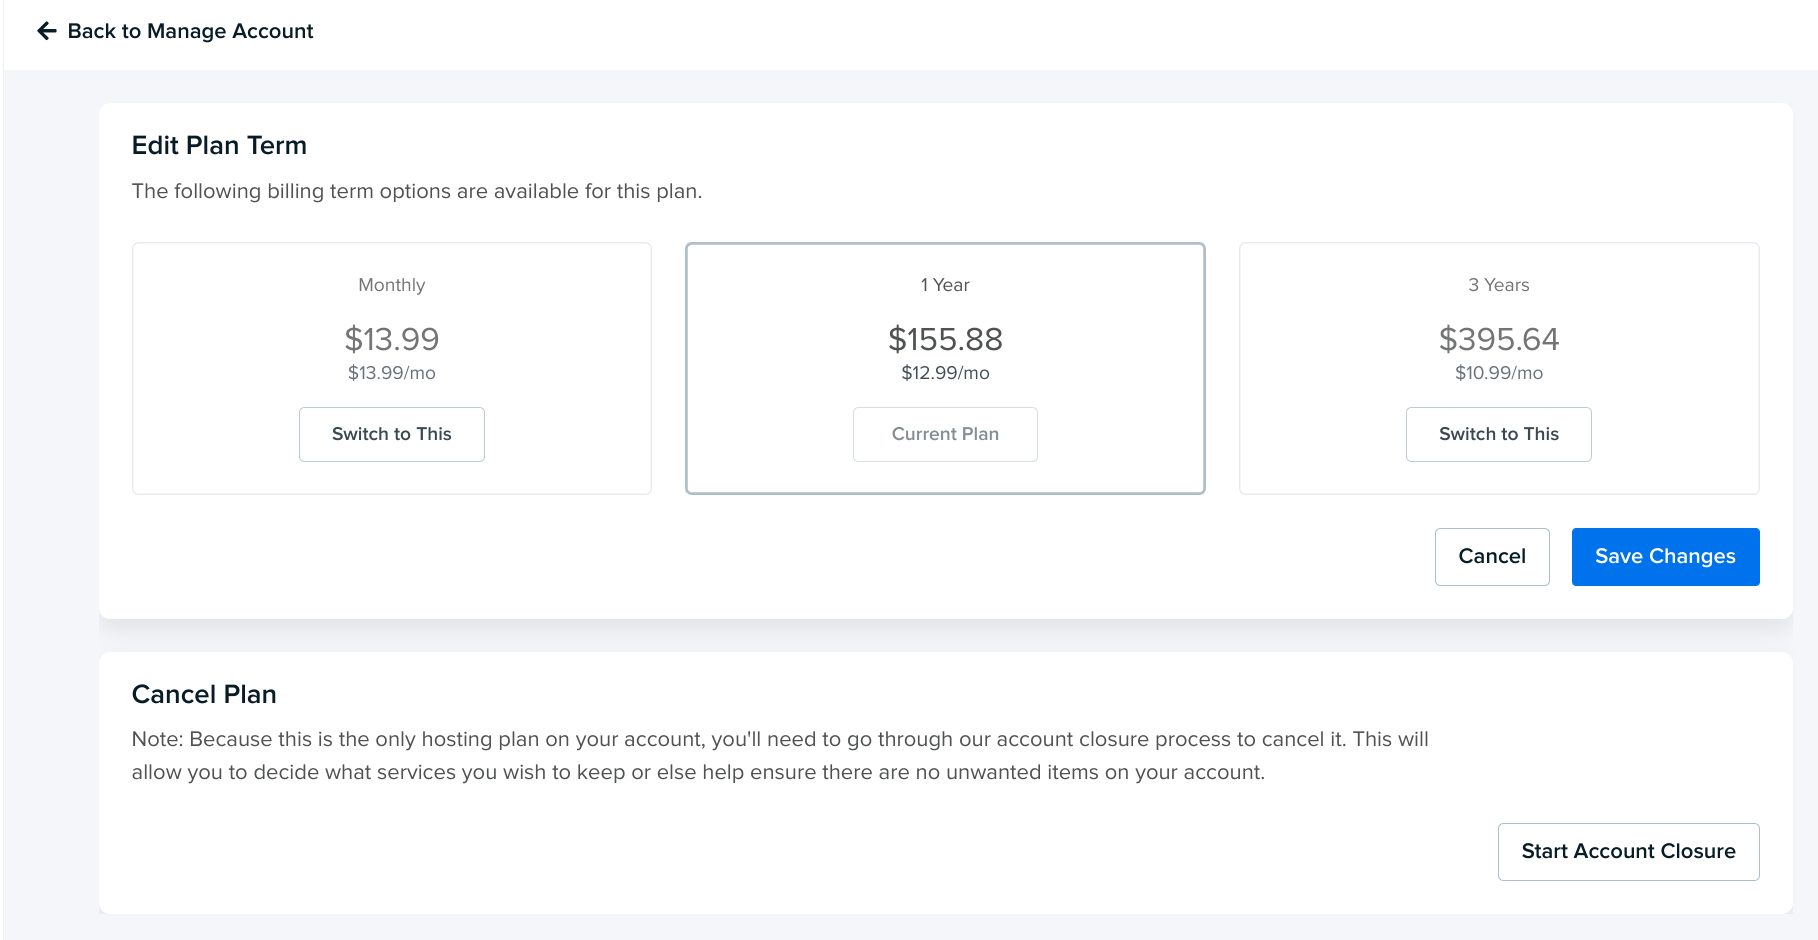 Back to Manage Account
Edit Plan Term
The following billing term options are available for this plan.
Monthly
$13.99
$13.99/mo
Switch to This
1 Year
$155.88
$12.99/mo
Current Plan
3 Years
$395.64
$10.99/mo
Switch to This
Cancel
Save Changes
Cancel Plan
Note: Because this is the only hosting plan on your account, you'll need to go through our account closure process to cancel it. This will
allow you to decide what services you wish to keep or else help ensure there are no unwanted items on your account.
Start Account Closure